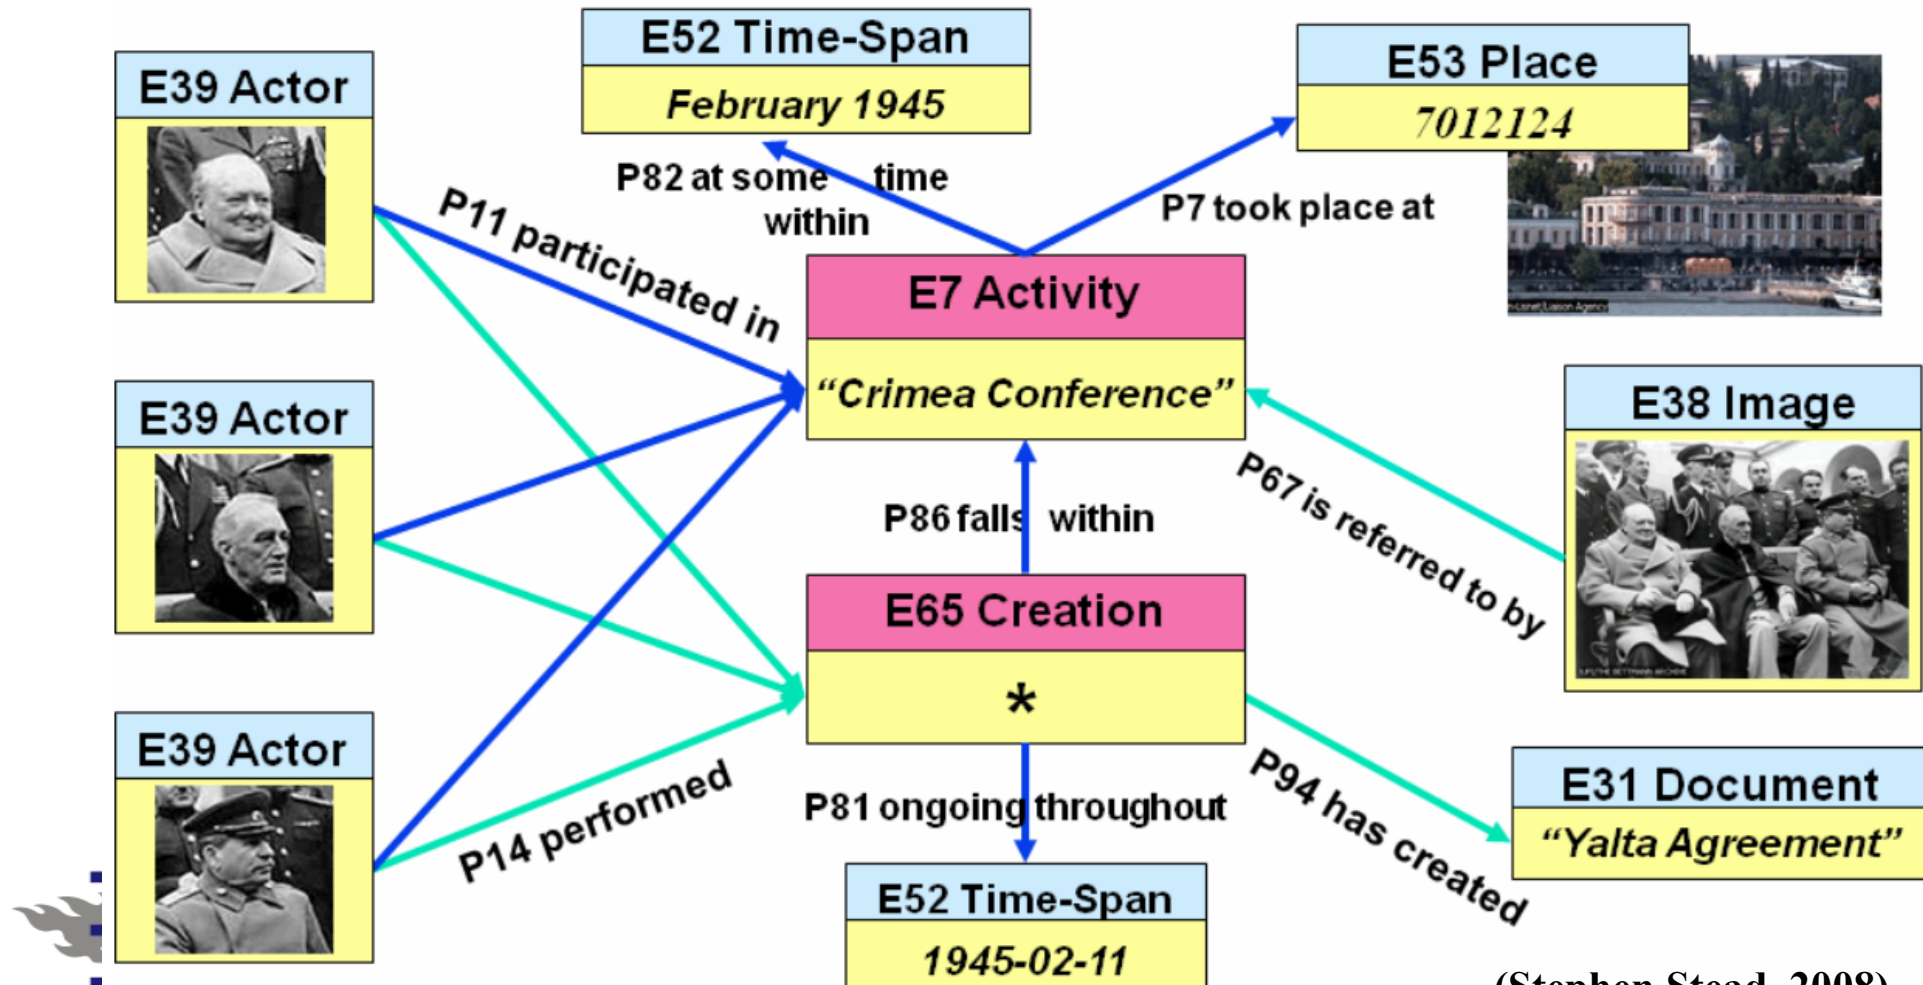 E52 Time-Span
February 1945
E53 Place
7012124
E39 Actor
P82 at some time
within
P7 took place at
P11 participated in
E7 Activity
“Crimea Conference”
E39 Actor
E38 Image
P67 is referred to by
P86 falls within
E65 Creation
*
E39 Actor
P14 performed
P81 ongoing throughout
P94 has created
E31 Document
“Yalta Agreement”
E52 Time-Span
1945-02-11
(Stephen Stead, 2008)